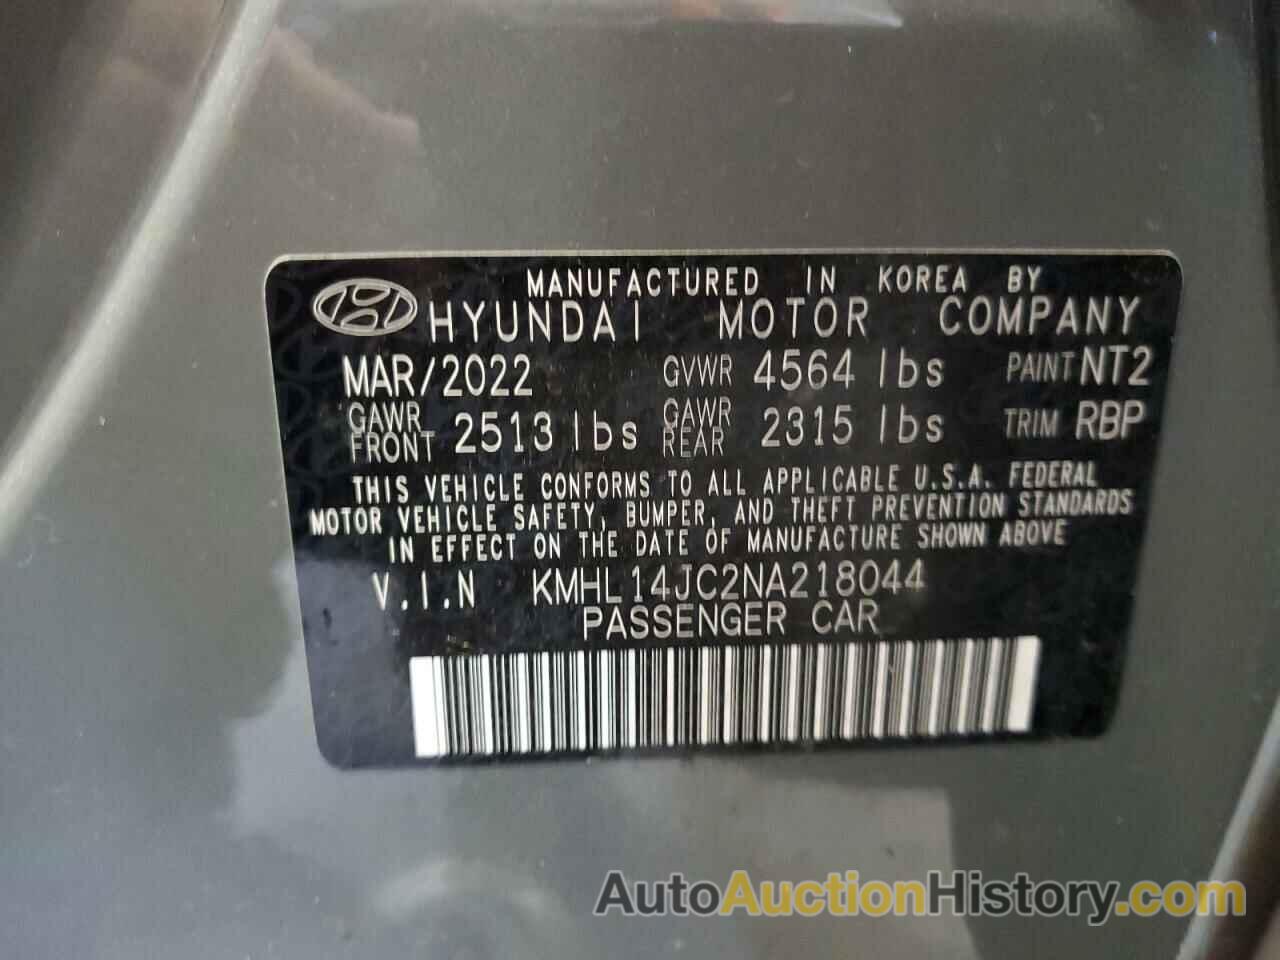 MANUFACTURED IN KOREA BY
HYUNDAI MOTOR COMPANY
MAR/2022 GVWR 4564 lbs PAINT NT2
GAWR FRONT 2513 lbs GAWR REAR 2315 lbs TRIM RBP
THIS VEHICLE CONFORMS TO ALL APPLICABLE U.S.A. FEDERAL
MOTOR VEHICLE SAFETY, BUMPER, AND THEFT PREVENTION STANDARDS
IN EFFECT ON THE DATE OF MANUFACTURE SHOWN ABOVE
V.I.N KMHL14JC2NA218044
PASSENGER CAR
AutoAuctionHistory.com